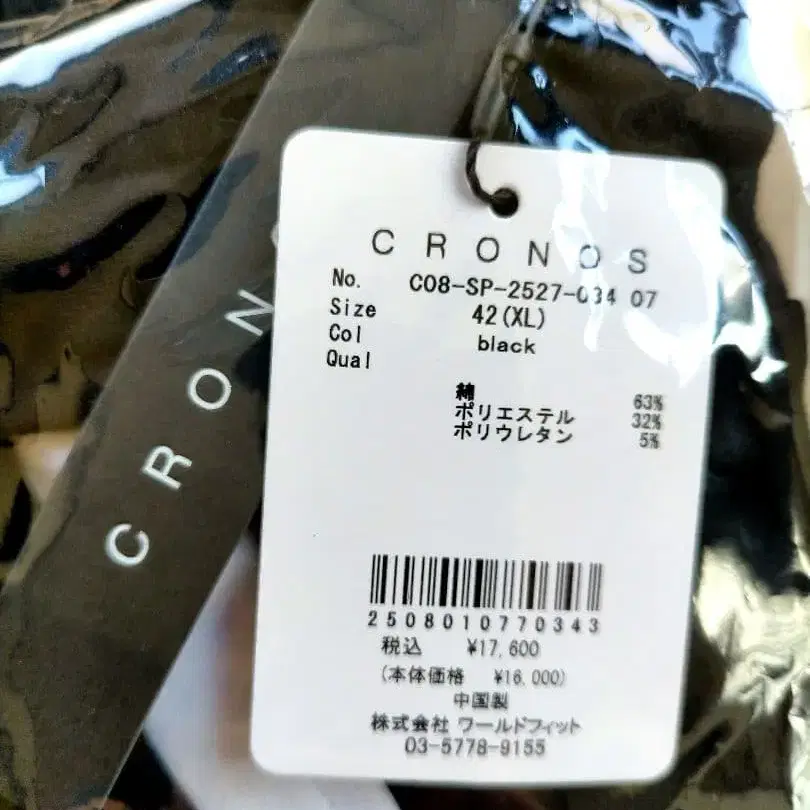 CRONOS
CRONOS
No. C08-SP-2527-034 07
Size 42(XL)
Col black
Qual
綿 63%
ポリエステル 32%
ポリウレタン 5%
2508010770343
税込 ¥17,600
(本体価格 ¥16,000)
中国製
株式会社 ワールドフィット
03-5778-9155
CRON